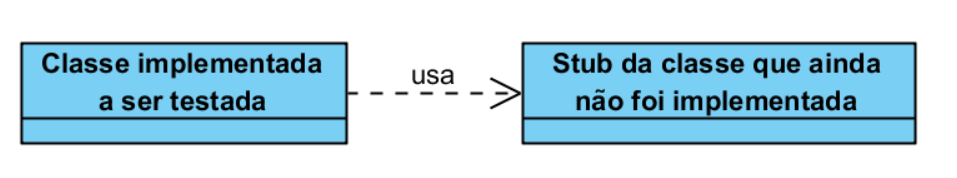 Classe implementada
a ser testada
usa
Stub da classe que ainda
não foi implementada